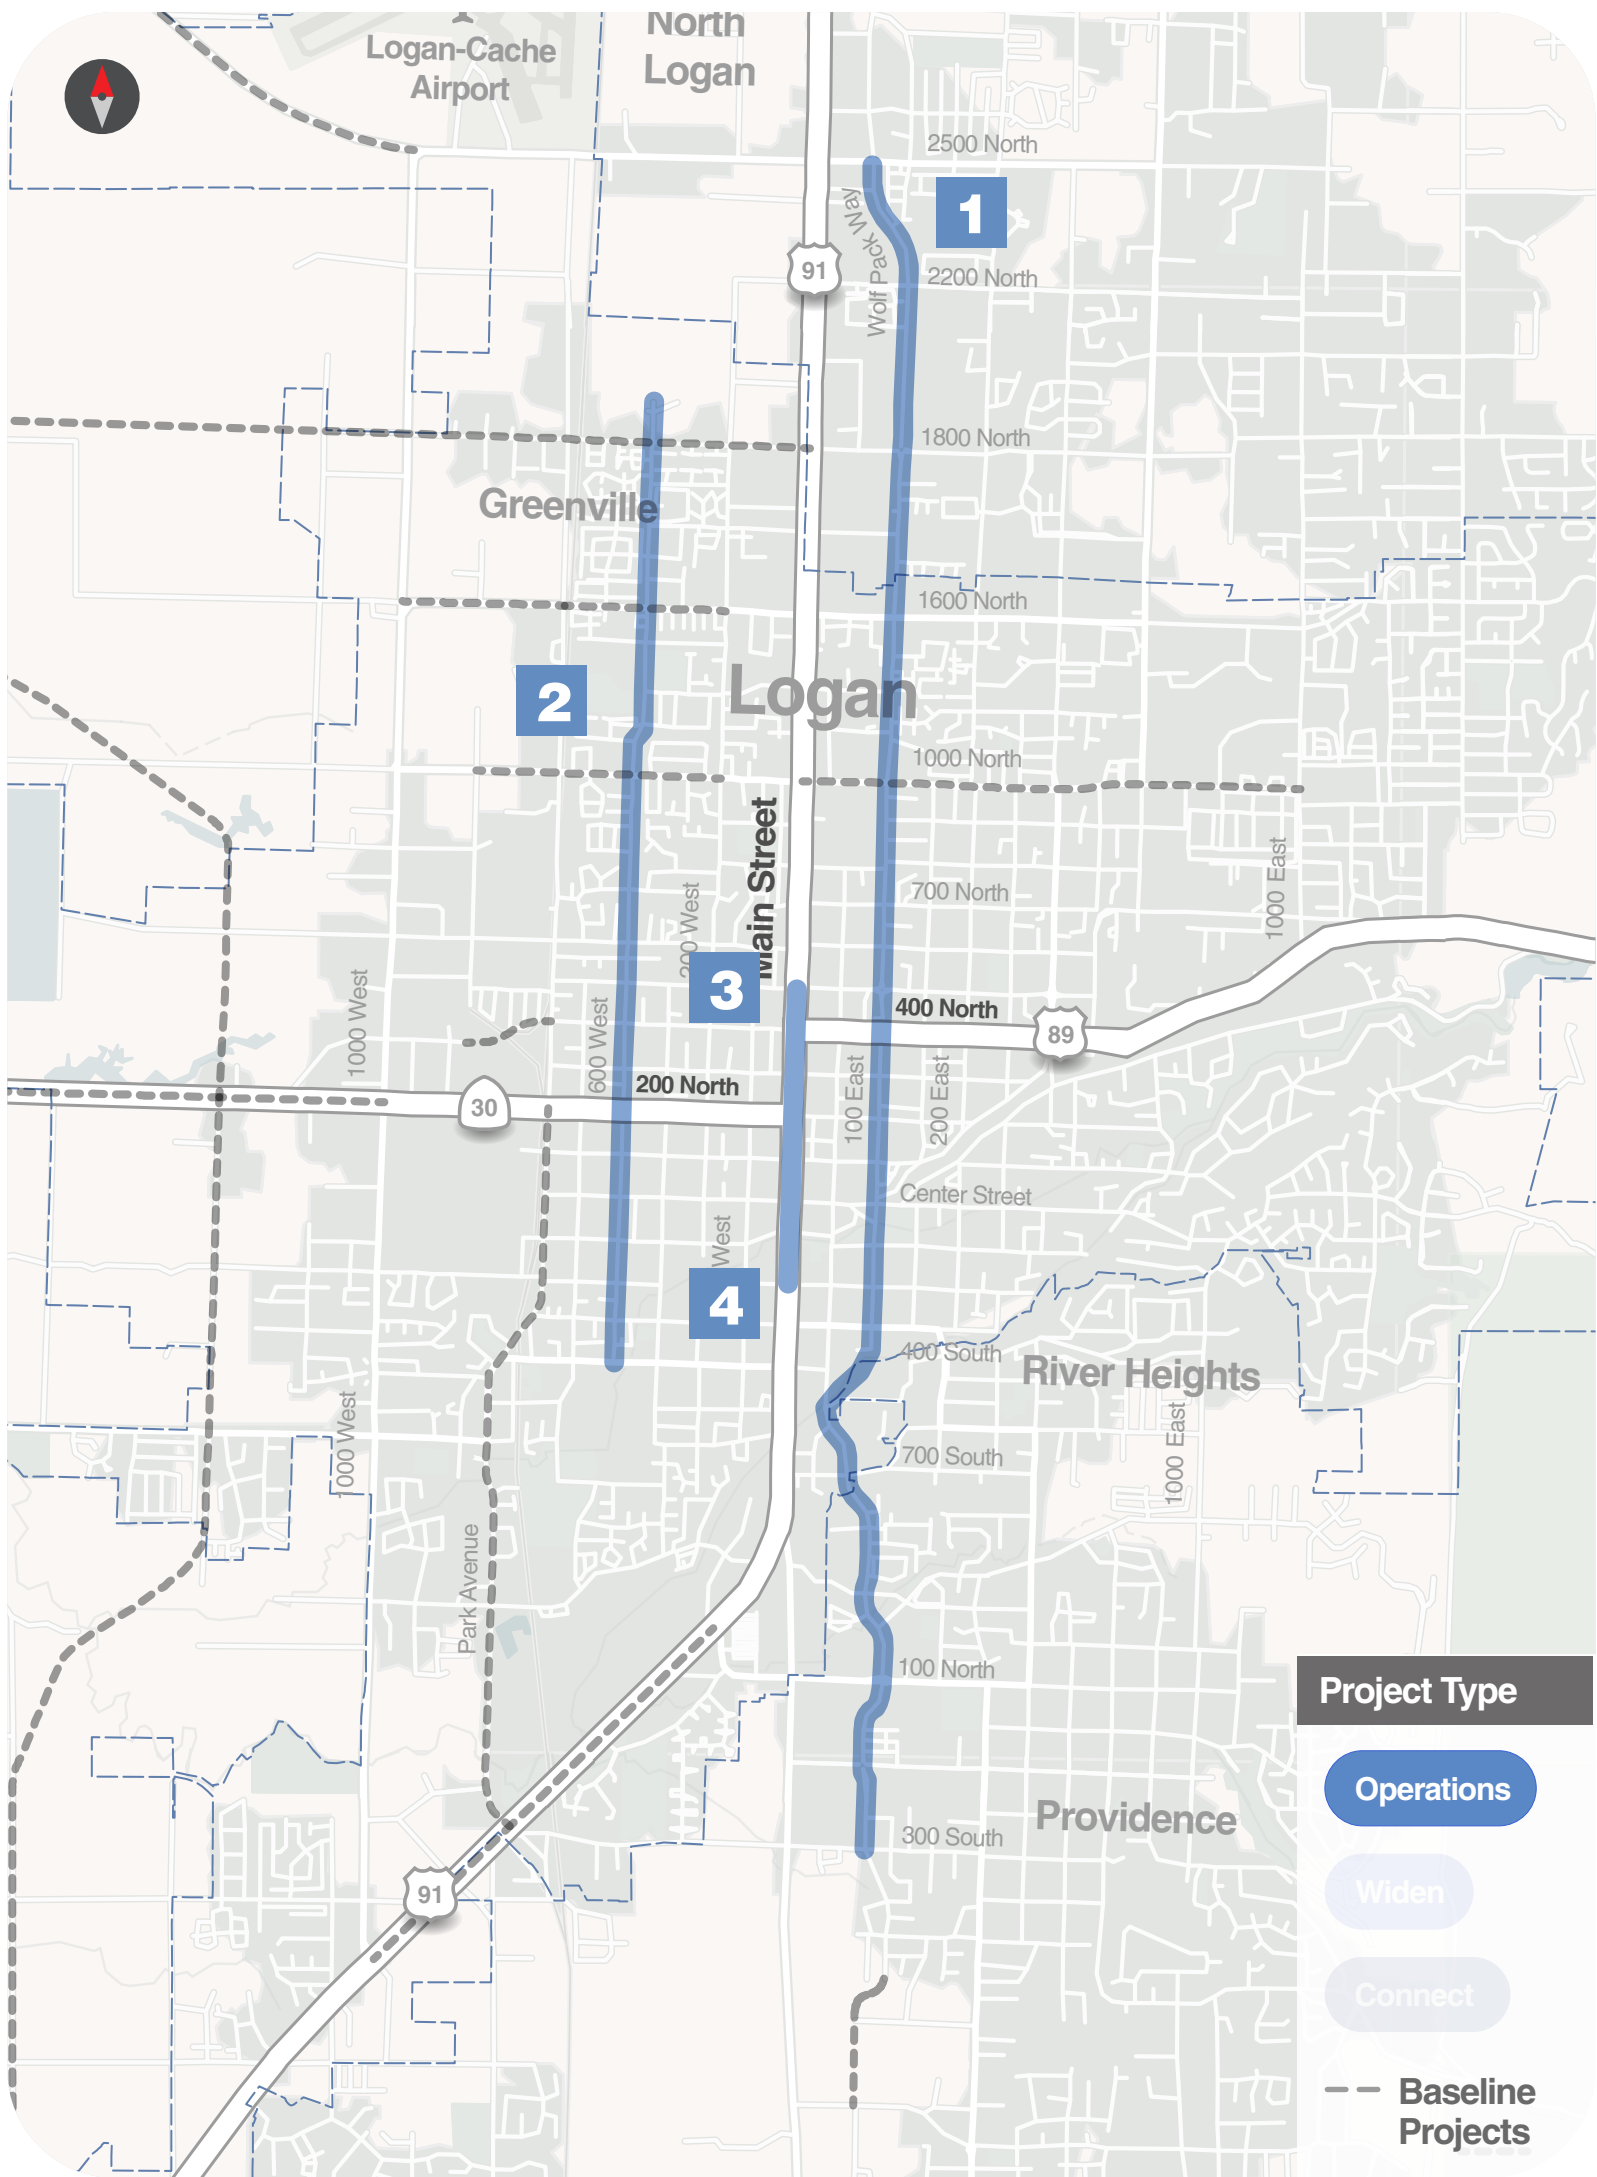 North
Logan
Logan-Cache
Airport
2500 North
1
Wolf Pack Way
91
2200 North
1800 North
Greenville
1600 North
2
Logan
1000 North
Main Street
700 North
200 West
1000 East
3
400 North
89
1000 West
600 West
200 North
30
100 East
200 East
Center Street
West
4
400 South
River Heights
1000 West
700 South
1000 East
Park Avenue
100 North
Project Type
Operations
Providence
300 South
91
Widen
Connect
Baseline
Projects